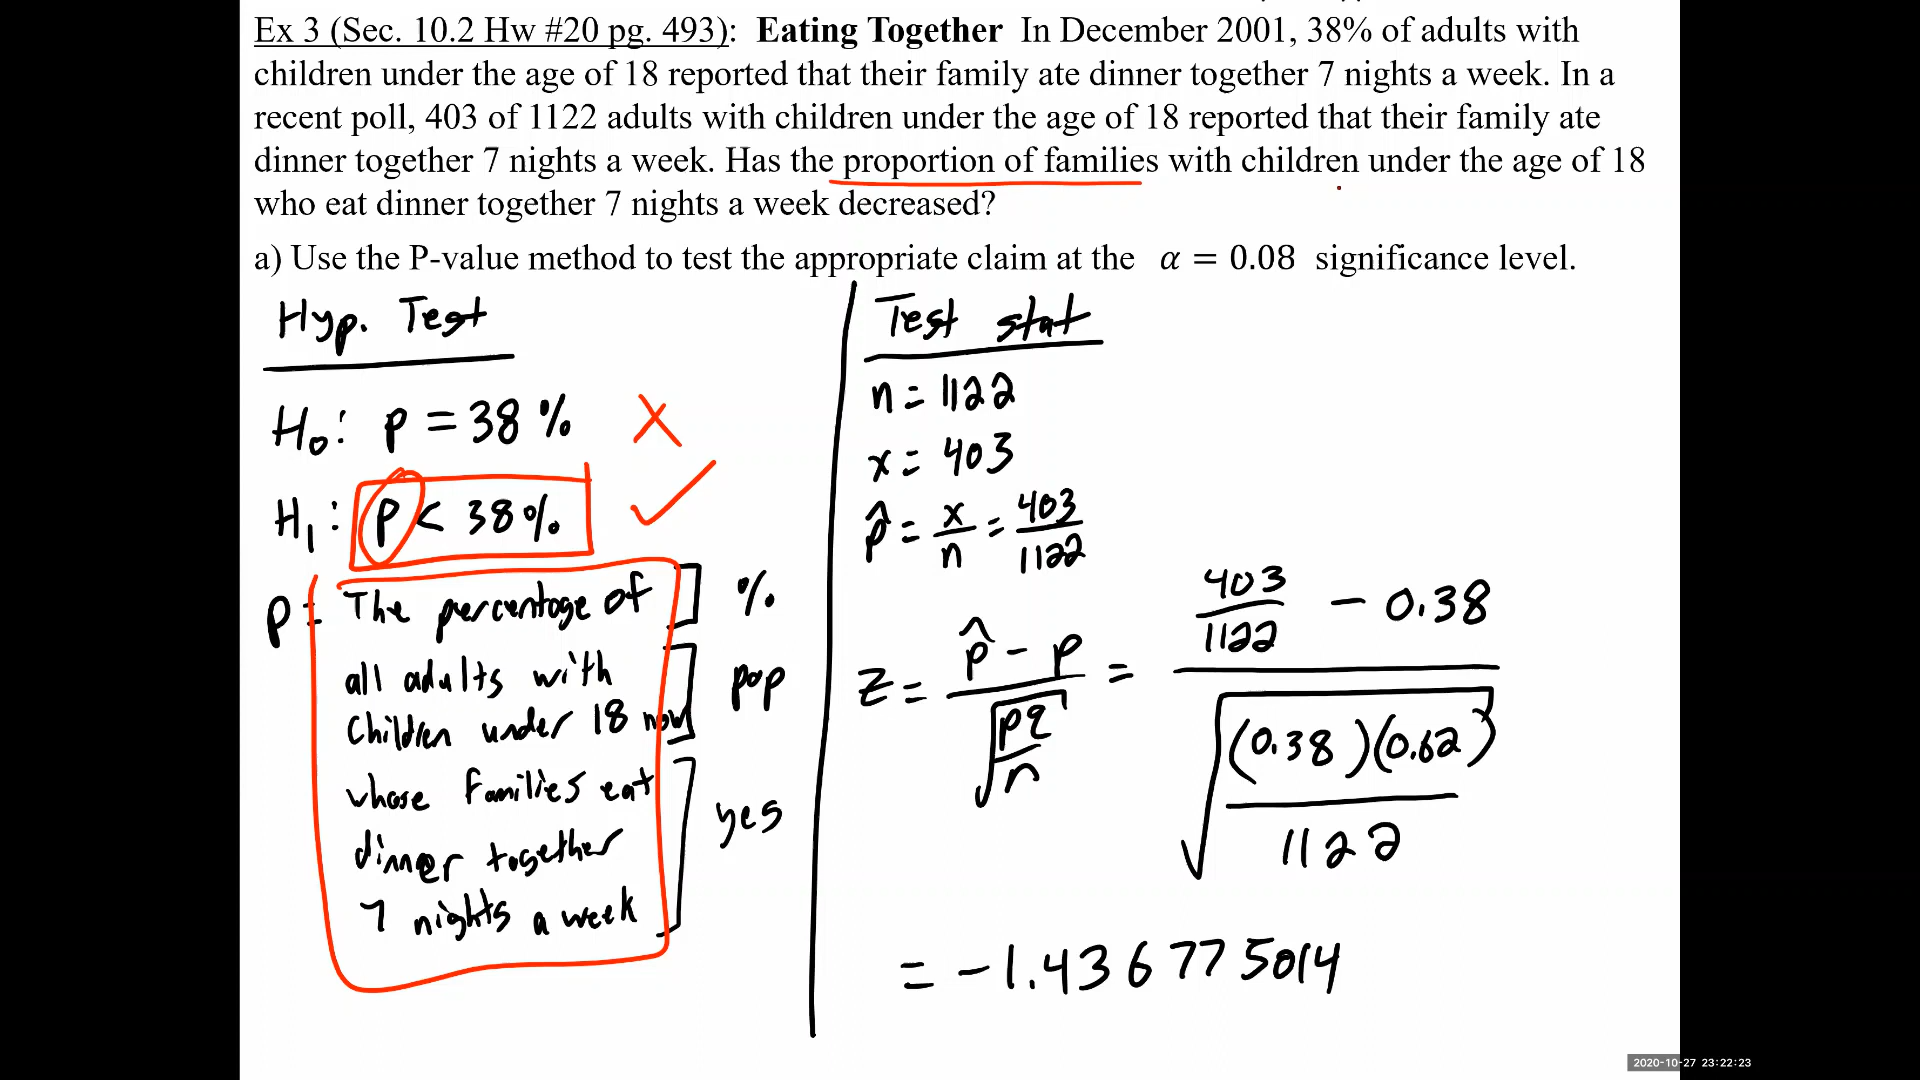 Ex 3 (Sec. 10.2 Hw #20 pg. 493): Eating Together In December 2001, 38% of adults with
children under the age of 18 reported that their family ate dinner together 7 nights a week. In a
recent poll, 403 of 1122 adults with children under the age of 18 reported that their family ate
dinner together 7 nights a week. Has the proportion of families with children under the age of 18
who eat dinner together 7 nights a week decreased?
a) Use the P-value method to test the appropriate claim at the α = 0.08 significance level.
Hyp. Test
H₀: p = 38% X
H₁: p < 38% ✓
p = The percentage of
all adults with
Children under 18 now
whose families eat
dinner together
7 nights a week
%
pop
yes
Test stat
n = 1122
x = 403
p̂ = x/n = 403/1122
z = (p̂ - p)/√(pq/n) = (403/1122 - 0.38)/√((0.38)(0.62)/1122)
= -1.436775014
2020-10-27 23:22:23